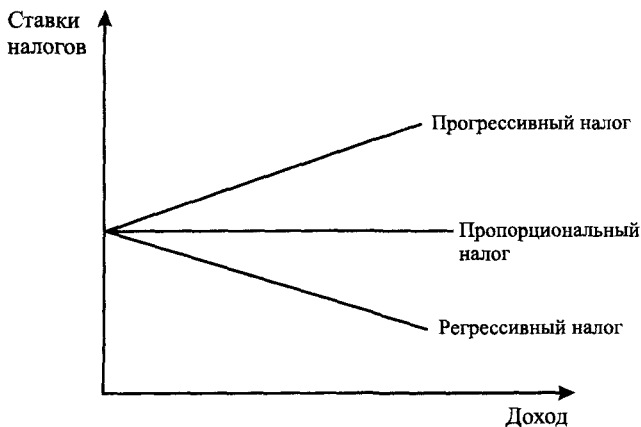 Ставки
налогов
Прогрессивный налог
Пропорциональный
налог
Регрессивный налог
Доход